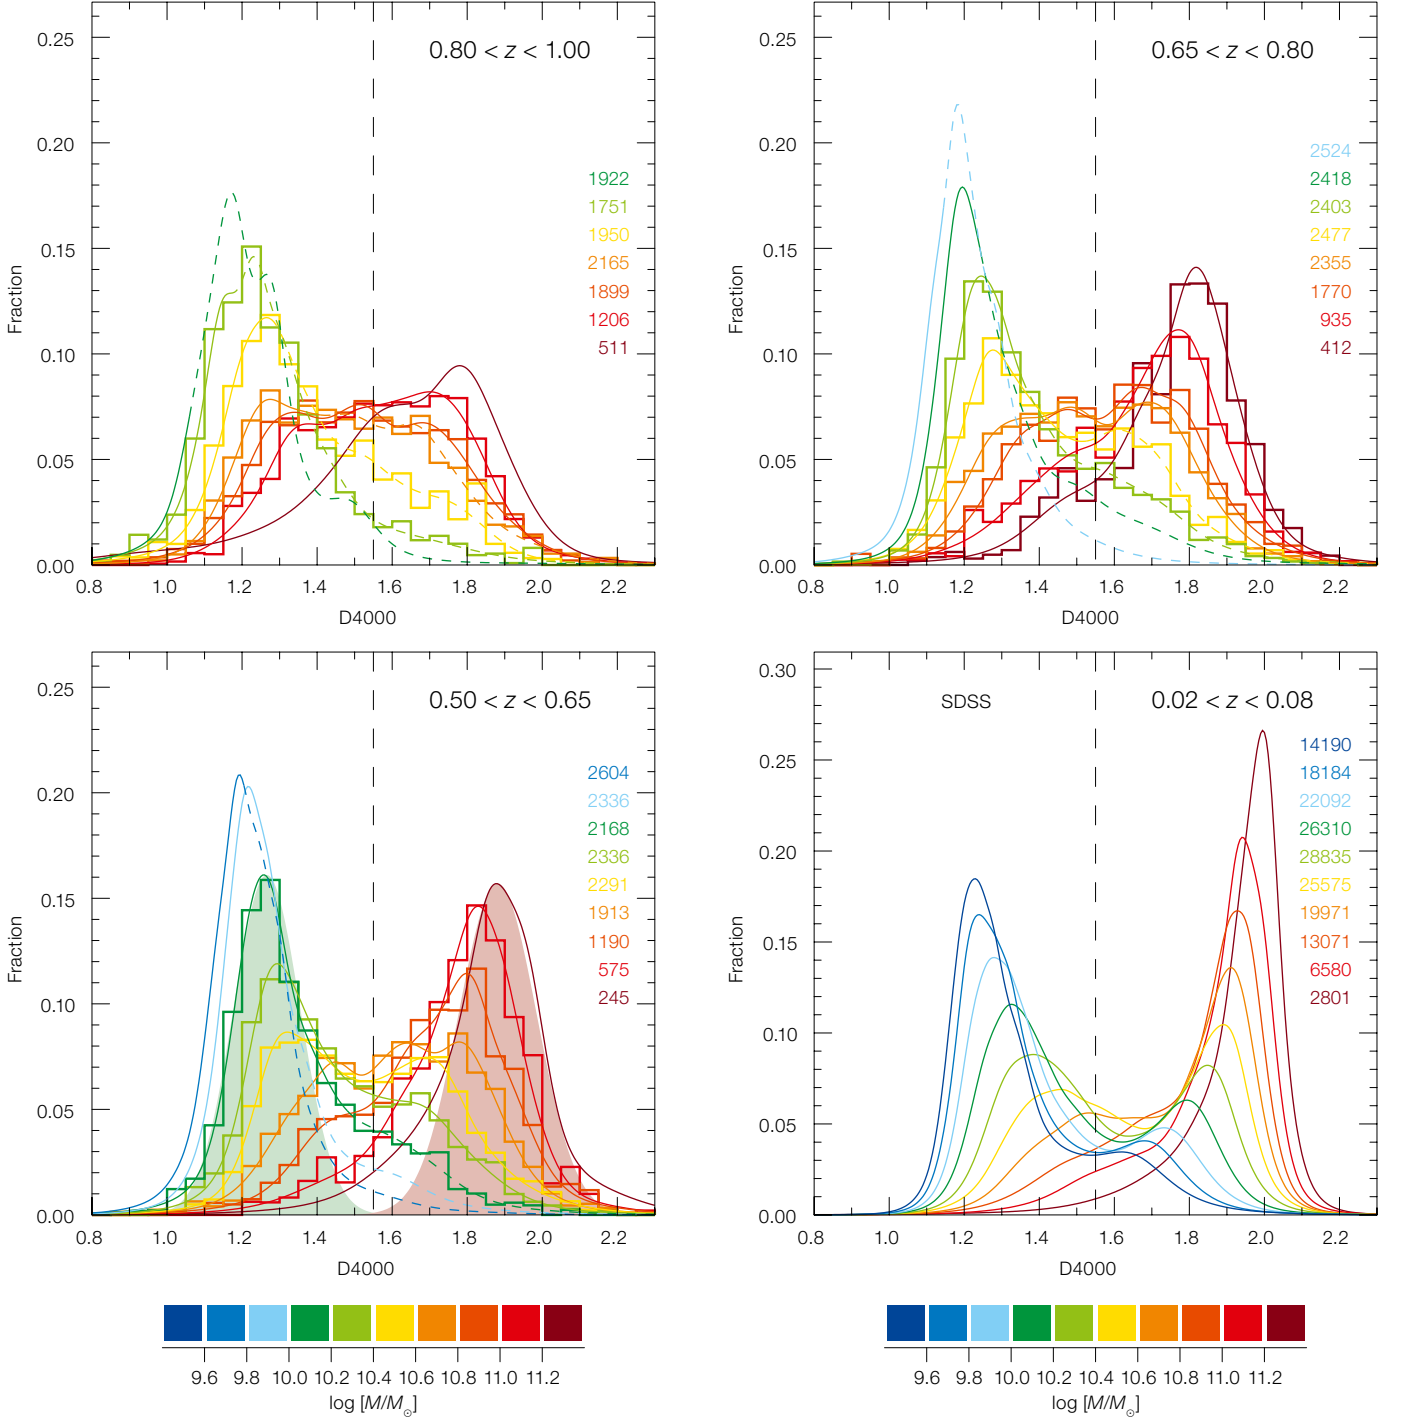 0.80 < z < 1.00
0.25
0.20
0.15
0.10
0.05
0.00
Fraction
1922
1751
1950
2165
1899
1206
511
0.8 1.0 1.2 1.4 1.6 1.8 2.0 2.2
D4000
0.65 < z < 0.80
0.25
0.20
0.15
0.10
0.05
0.00
Fraction
2524
2418
2403
2477
2355
1770
935
412
0.8 1.0 1.2 1.4 1.6 1.8 2.0 2.2
D4000
0.50 < z < 0.65
0.25
0.20
0.15
0.10
0.05
0.00
Fraction
2604
2336
2168
2336
2291
1913
1190
575
245
0.8 1.0 1.2 1.4 1.6 1.8 2.0 2.2
D4000
SDSS 0.02 < z < 0.08
0.30
0.25
0.20
0.15
0.10
0.05
0.00
Fraction
14190
18184
22092
26310
28835
25575
19971
13071
6580
2801
0.8 1.0 1.2 1.4 1.6 1.8 2.0 2.2
D4000
9.6 9.8 10.0 10.2 10.4 10.6 10.8 11.0 11.2
log [M/M☉]
9.6 9.8 10.0 10.2 10.4 10.6 10.8 11.0 11.2
log [M/M☉]